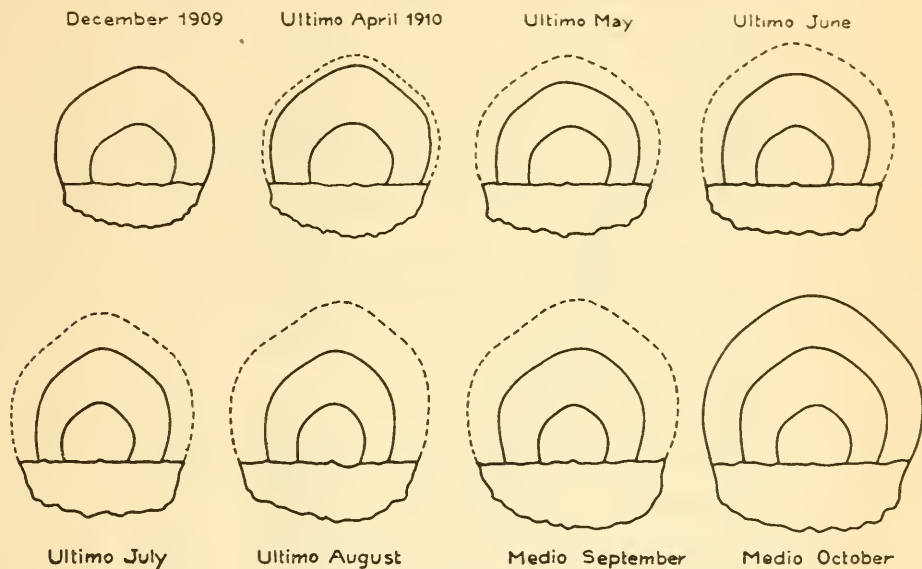 December 1909 Ultimo April 1910 Ultimo May Ultimo June
Ultimo July Ultimo August Medio September Medio October